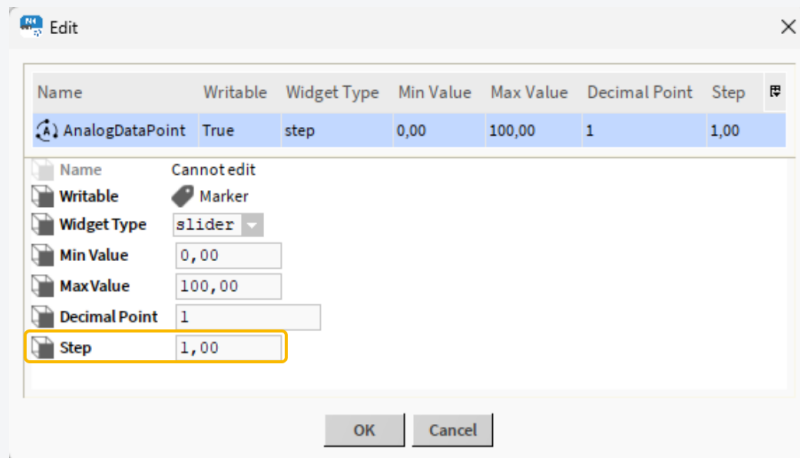 Edit
Name Writable Widget Type Min Value Max Value Decimal Point Step
AnalogDataPoint True step 0,00 100,00 1 1,00
Name Cannot edit
Writable Marker
Widget Type slider
Min Value 0,00
Max Value 100,00
Decimal Point 1
Step 1,00
OK Cancel